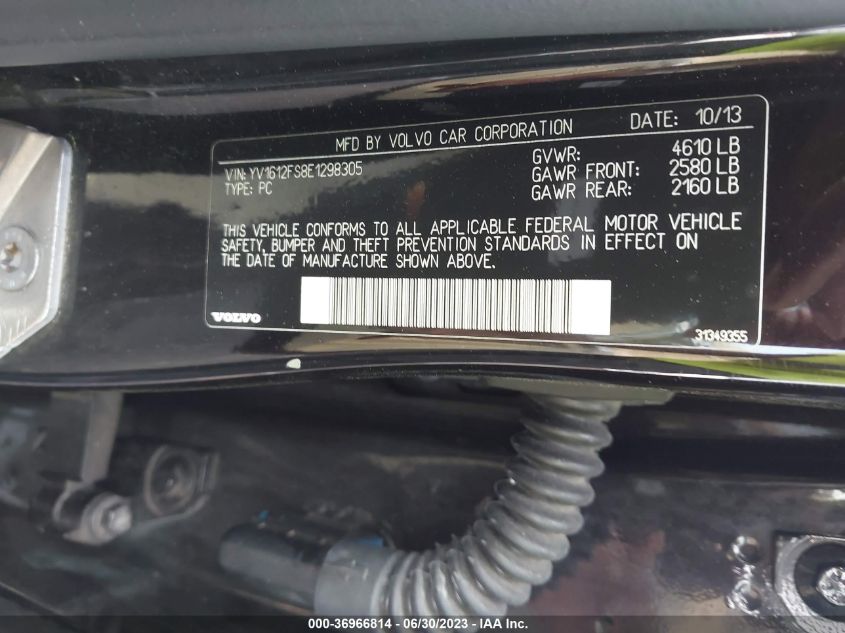 MFD BY VOLVO CAR CORPORATION DATE: 10/13
VIN: YV1612FS8E1298305
TYPE: PC
GVWR: 4610 LB
GAWR FRONT: 2580 LB
GAWR REAR: 2160 LB
THIS VEHICLE CONFORMS TO ALL APPLICABLE FEDERAL MOTOR VEHICLE
SAFETY, BUMPER AND THEFT PREVENTION STANDARDS IN EFFECT ON
THE DATE OF MANUFACTURE SHOWN ABOVE.
VOLVO
31349355
000-36966814 - 06/30/2023 - IAA Inc.